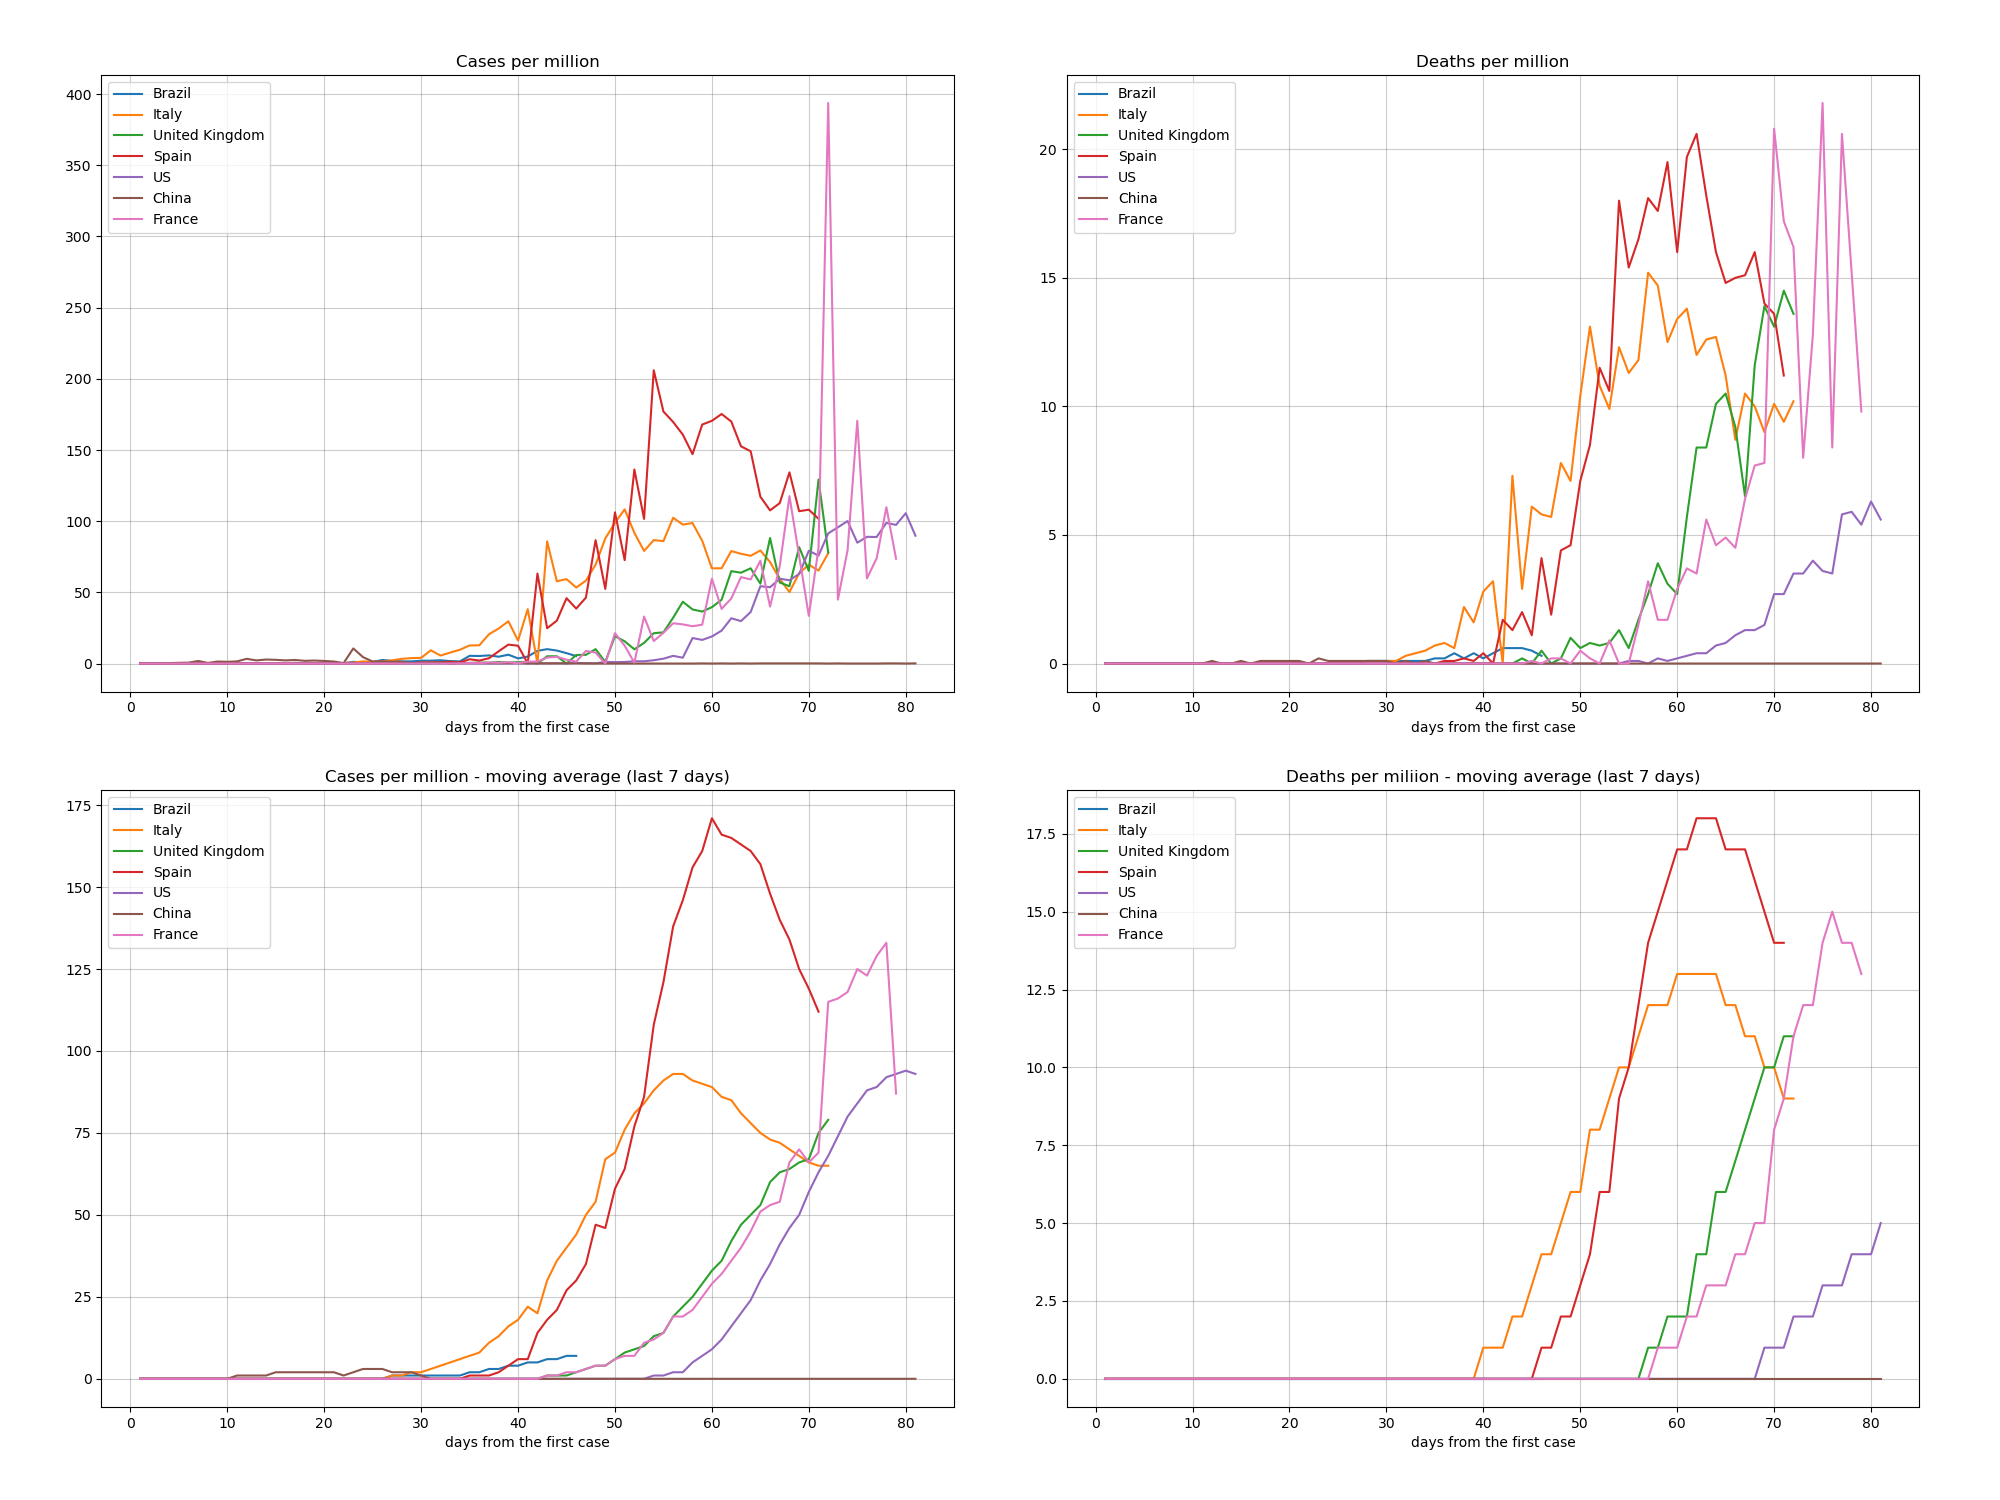 Cases per million
400
350
300
250
200
150
100
50
0
Brazil
Italy
United Kingdom
Spain
US
China
France
0 10 20 30 40 50 60 70 80
days from the first case
Deaths per million
20
15
10
5
0
Brazil
Italy
United Kingdom
Spain
US
China
France
0 10 20 30 40 50 60 70 80
days from the first case
Cases per million - moving average (last 7 days)
175
150
125
100
75
50
25
0
Brazil
Italy
United Kingdom
Spain
US
China
France
0 10 20 30 40 50 60 70 80
days from the first case
Deaths per miliion - moving average (last 7 days)
17.5
15.0
12.5
10.0
7.5
5.0
2.5
0.0
Brazil
Italy
United Kingdom
Spain
US
China
France
0 10 20 30 40 50 60 70 80
days from the first case